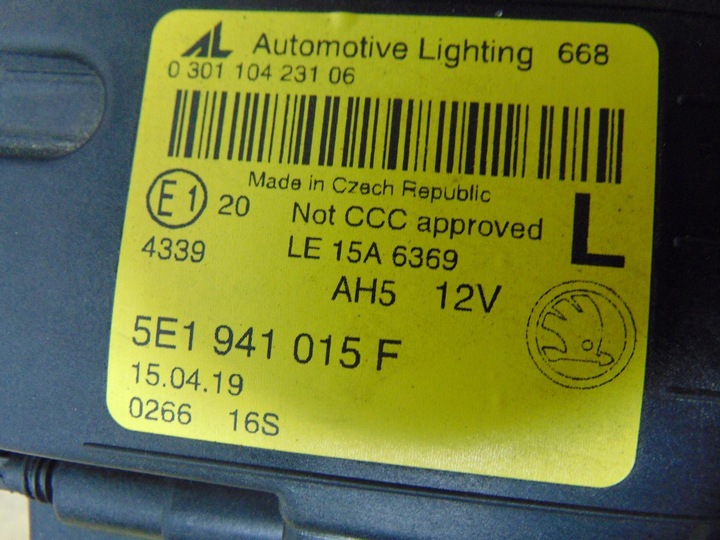 AL Automotive Lighting 668
0 301 104 231 06
Made in Czech Republic
E1 20 Not CCC approved L
4339 LE 15A 6369
AH5 12V
5E1 941 015 F
15.04.19
0266 16S